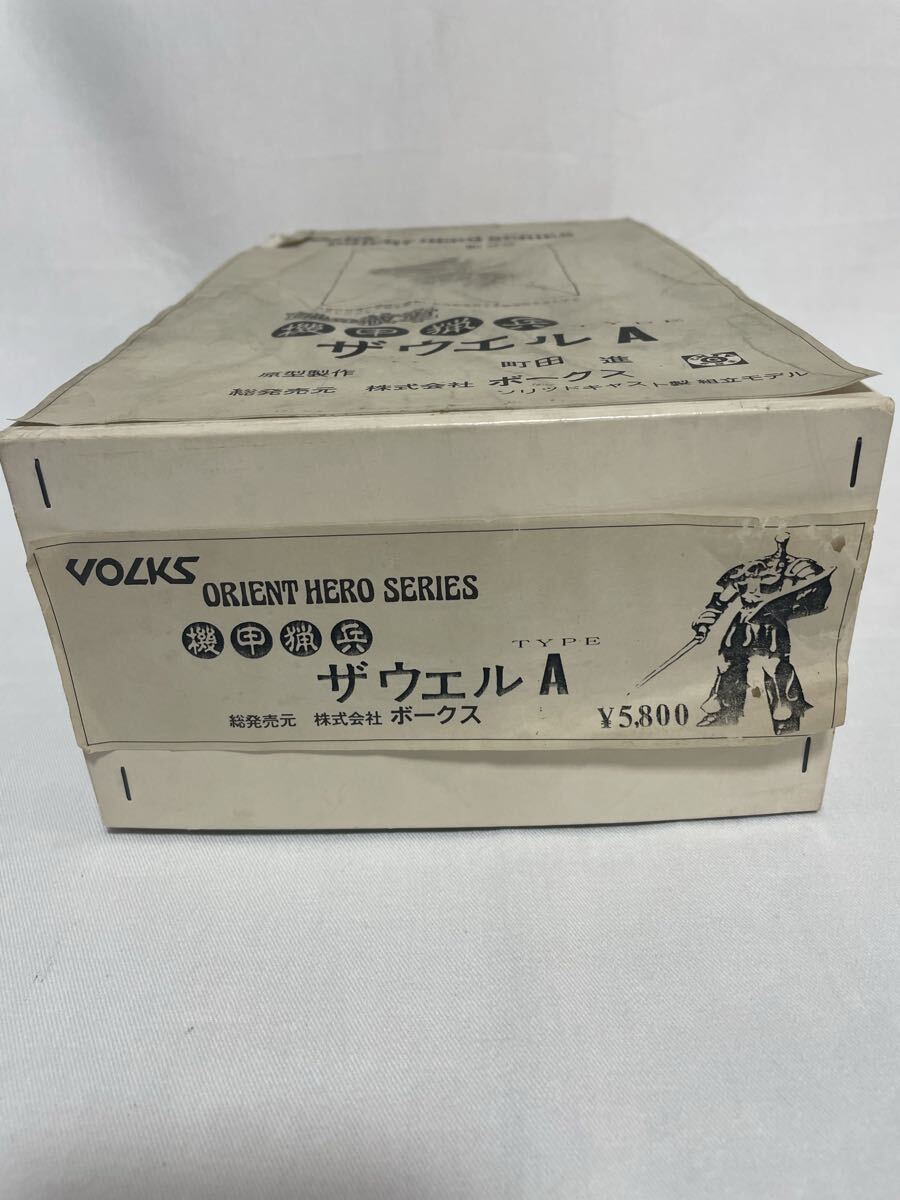 ORIENT HERO SERIES
機甲猟兵 TYPE
ザウエル A
原型製作 町田 進
総発売元 株式会社 ボークス
ソリッドキャスト製 組立モデル
VOLKS
ORIENT HERO SERIES
機甲猟兵 TYPE
ザウエル A
総発売元 株式会社 ボークス ¥5,800